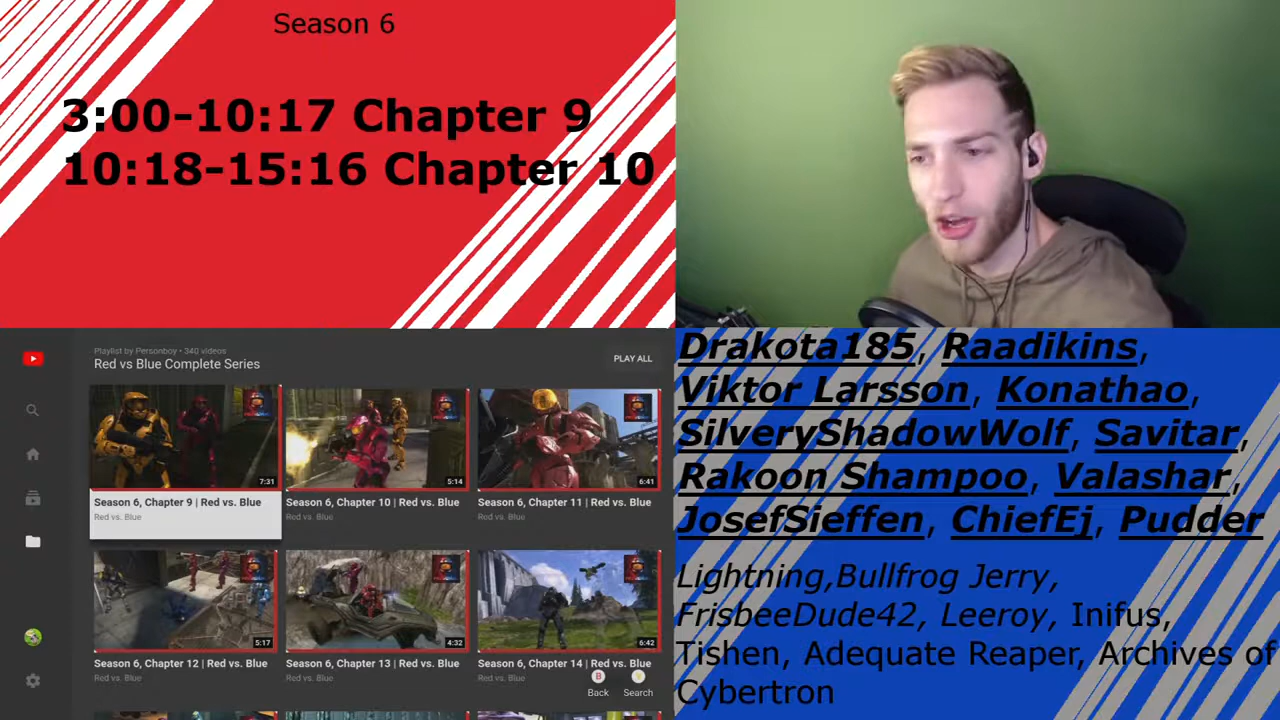 Season 6
3:00-10:17 Chapter 9
10:18-15:16 Chapter 10
Playlist by Personboy • 340 videos
Red vs Blue Complete Series
PLAY ALL
7:31
5:14
6:41
Season 6, Chapter 9 | Red vs. Blue
Season 6, Chapter 10 | Red vs. Blue
Season 6, Chapter 11 | Red vs. Blue
Red vs. Blue
Red vs. Blue
Red vs. Blue
5:17
4:32
6:42
Season 6, Chapter 12 | Red vs. Blue
Season 6, Chapter 13 | Red vs. Blue
Season 6, Chapter 14 | Red vs. Blue
Red vs. Blue
Red vs. Blue
Red vs. Blue
B
Y
Back
Search
Drakota185, Raadikins,
Viktor Larsson, Konathao,
SilveryShadowWolf, Savitar,
Rakoon Shampoo, Valashar,
JosefSieffen, ChiefEj, Pudder
Lightning,Bullfrog Jerry,
FrisbeeDude42, Leeroy, Inifus,
Tishen, Adequate Reaper, Archives of
Cybertron